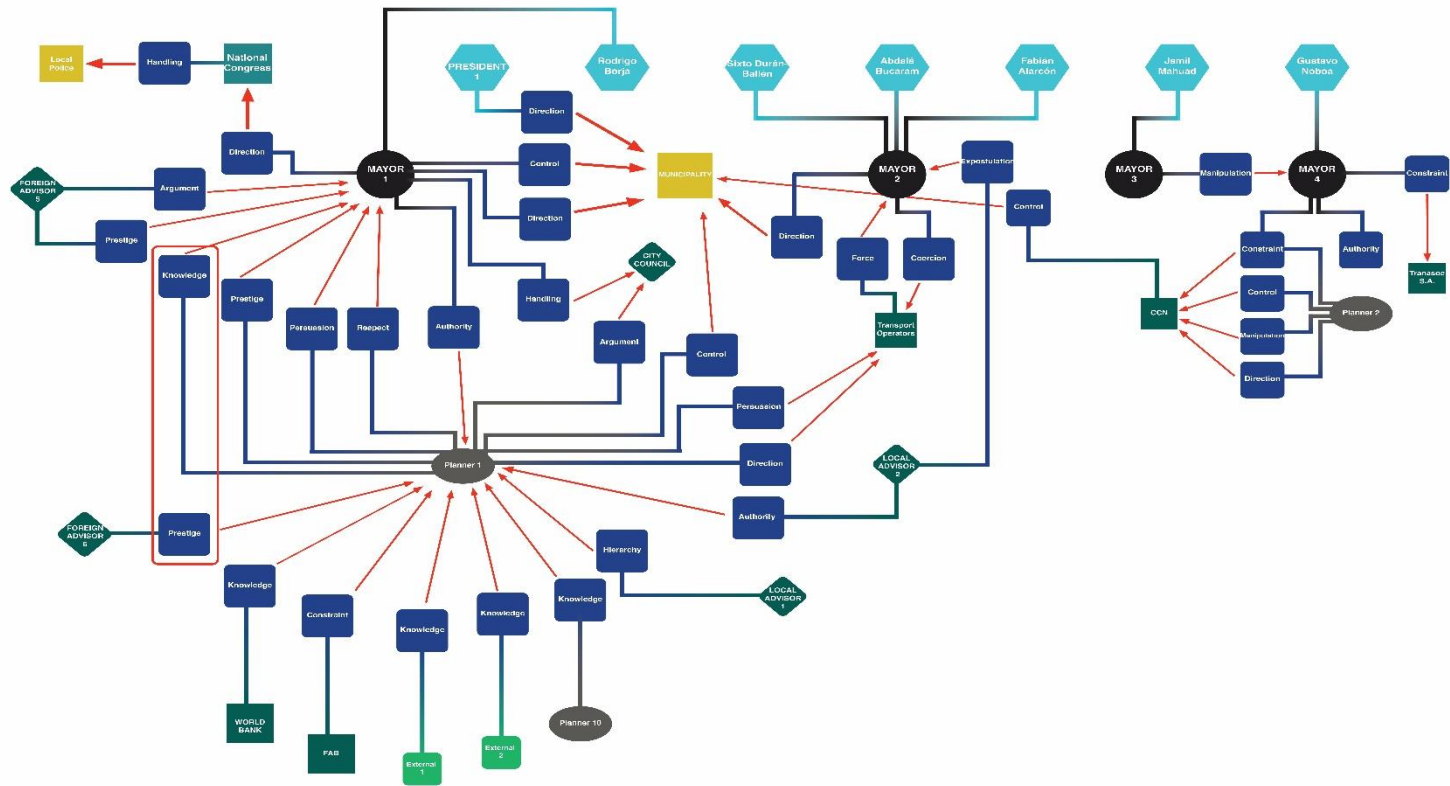 PRESIDENT
1
Rodrigo
Borja
Sixto Durán-
Ballén
Abdalá
Bucaram
Fabián
Alarcón
Jamil
Mahuad
Gustavo
Noboa
Local
Police
Handling
National
Congress
Direction
Direction
Control
Direction
MUNICIPALITY
MAYOR
1
MAYOR
2
Expostulation
MAYOR
3
Manipulation
MAYOR
4
Constraint
FOREIGN
ADVISOR
5
Argument
Prestige
Control
Direction
Force
Coercion
Constraint
Authority
Knowledge
Prestige
Persuasion
Respect
Authority
Handling
CITY
COUNCIL
Argument
Control
Transport
Operators
CCN
Control
Manipulation
Direction
Planner 2
Tranasoc
S.A.
Persuasion
Planner 1
Direction
LOCAL
ADVISOR
2
Authority
FOREIGN
ADVISOR
6
Prestige
Hierarchy
LOCAL
ADVISOR
1
Knowledge
Constraint
Knowledge
Knowledge
Knowledge
WORLD
BANK
FAB
External
1
External
2
Planner 10